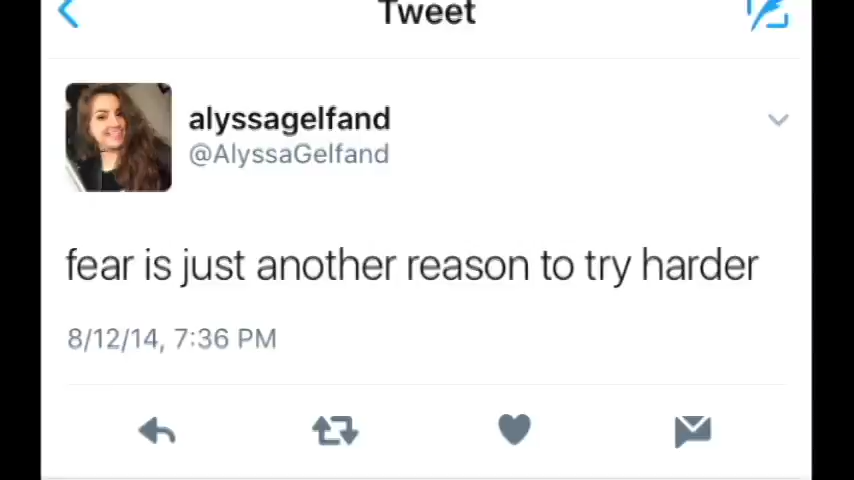 Tweet
alyssagelfand
@AlyssaGelfand
fear is just another reason to try harder
8/12/14, 7:36 PM